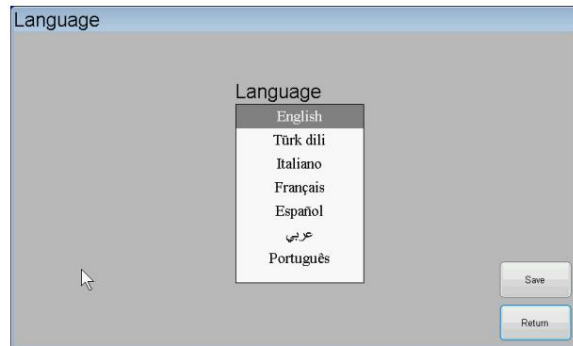 Language
Language
English
Türk dili
Italiano
Français
Español
عربي
Português
Save
Return